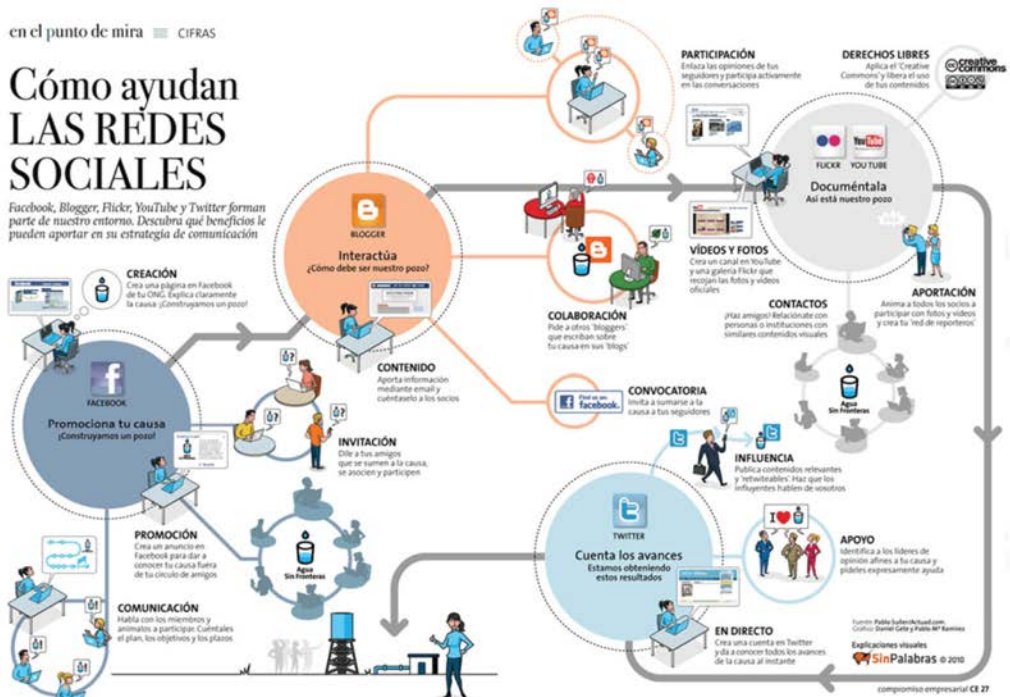 en el punto de mira CIFRAS
Cómo ayudan
LAS REDES
SOCIALES
Facebook, Blogger, Flickr, YouTube y Twitter forman
parte de nuestro entorno. Descubra qué beneficios le
pueden aportar en su estrategia de comunicación
CREACIÓN
Crea una página en Facebook
de tu ONG. Explica claramente
la causa: ¡Construyamos un pozo!
FACEBOOK
Promociona tu causa
¡Construyamos un pozo!
INVITACIÓN
Dile a tus amigos
que se sumen a la causa,
se asocien y participen
PROMOCIÓN
Crea un anuncio en
Facebook para dar a
conocer tu causa fuera
de tu círculo de amigos
Agua
Sin Fronteras
COMUNICACIÓN
Habla con los miembros y
anímalos a participar. Cuéntales
el plan, los objetivos y los plazos
BLOGGER
Interactúa
¿Cómo debe ser nuestro pozo?
CONTENIDO
Aporta información
mediante email y
cuéntaselo a los socios
PARTICIPACIÓN
Enlaza las opiniones de tus
seguidores y participa activamente
en las conversaciones
COLABORACIÓN
Pide a otros 'bloggers'
que escriban sobre
tu causa en sus 'blogs'
Find us on:
facebook.
CONVOCATORIA
Invita a sumarse a la
causa a tus seguidores
DERECHOS LIBRES
Aplica el 'Creative
Commons' y libera el uso
de tus contenidos
creative
commons
FLICKR YOU TUBE
You Tube
Documéntala
Así está nuestro pozo
VÍDEOS Y FOTOS
Crea un canal en YouTube
y una galería Flickr que
recojan las fotos y vídeos
oficiales
APORTACIÓN
Anima a todos los socios a
participar con fotos y vídeos
y crea tu 'red de reporteros'
CONTACTOS
¡Haz amigos! Relaciónate con
personas o instituciones con
similares contenidos visuales
Agua
Sin Fronteras
TWITTER
Cuenta los avances
Estamos obteniendo
estos resultados
INFLUENCIA
Publica contenidos relevantes
y 'retwiteables'. Haz que los
influyentes hablen de vosotros
APOYO
Identifica a los líderes de
opinión afines a tu causa y
pídeles expresamente ayuda
EN DIRECTO
Crea una cuenta en Twitter
y da a conocer todos los avances
de la causa al instante
Explicaciones visuales
SinPalabras © 2010
compromiso empresarial CE 27